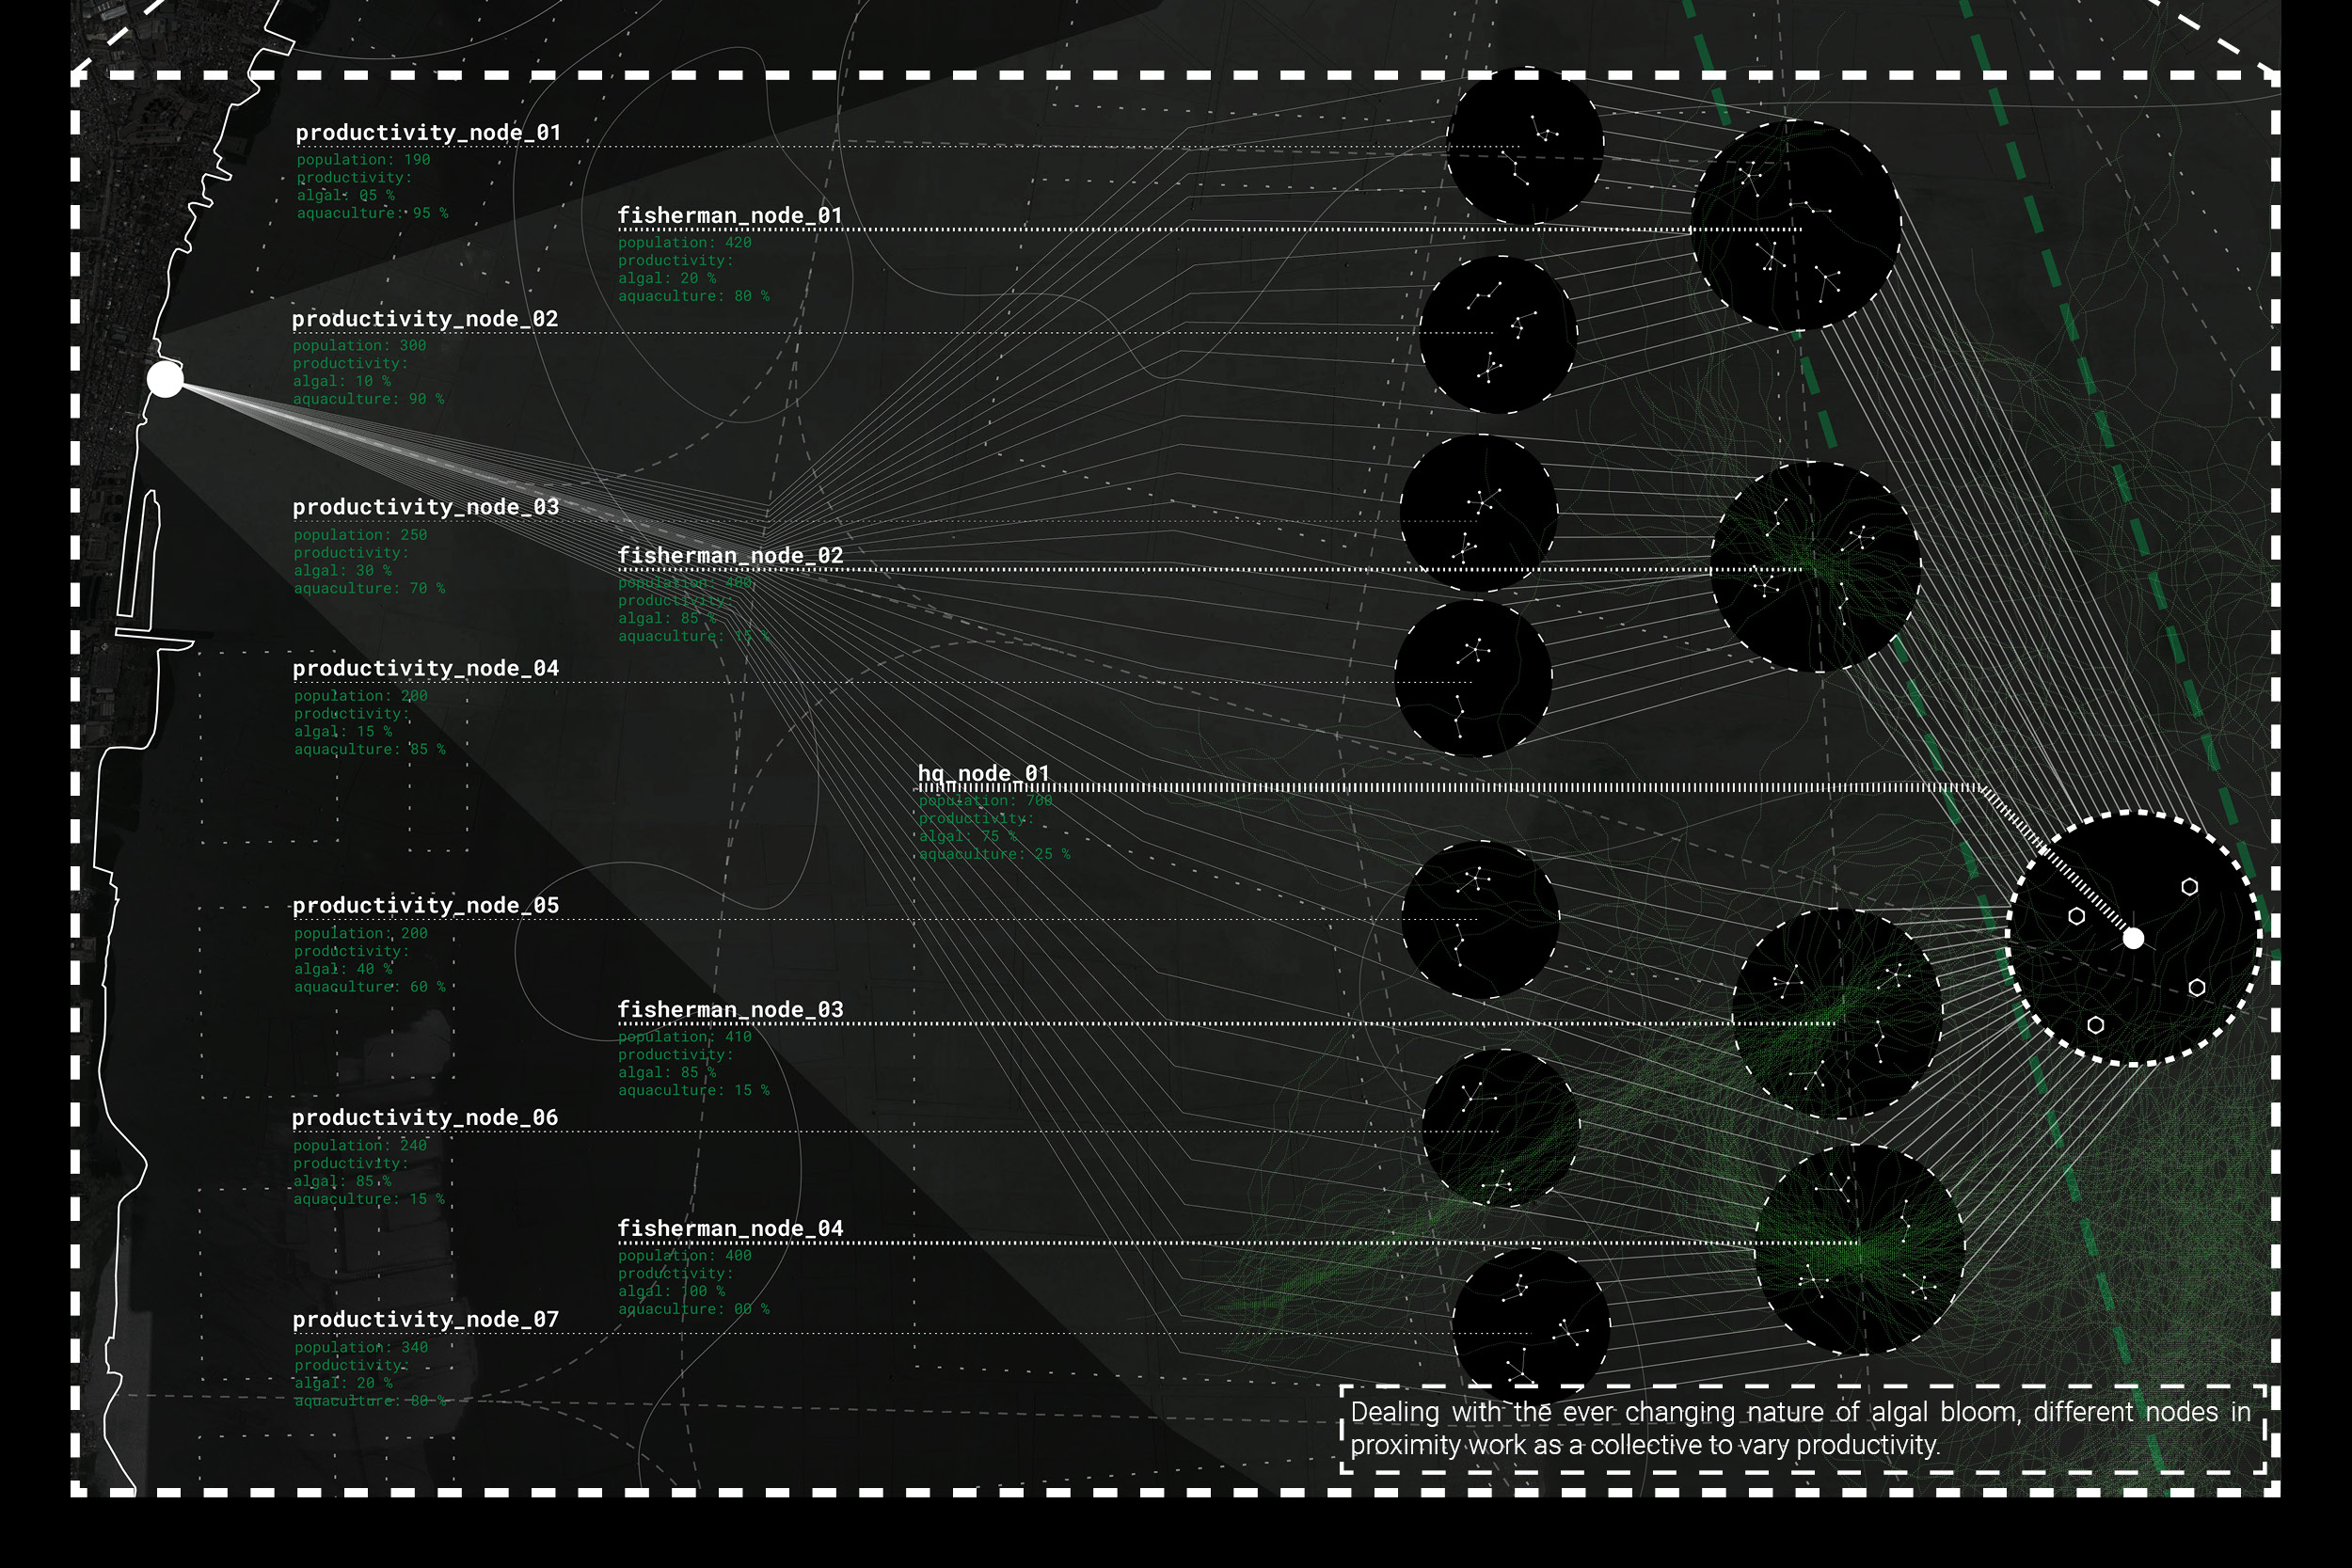 productivity_node_01
population: 190
productivity:
algal: 05 %
aquaculture: 95 %
fisherman_node_01
population: 420
productivity:
algal: 20 %
aquaculture: 80 %
productivity_node_02
population: 300
productivity:
algal: 10 %
aquaculture: 90 %
productivity_node_03
population: 250
productivity:
algal: 30 %
aquaculture: 70 %
fisherman_node_02
population: 400
productivity:
algal: 85 %
aquaculture: 15 %
productivity_node_04
population: 200
productivity:
algal: 15 %
aquaculture: 85 %
hq_node_01
population: 700
productivity:
algal: 75 %
aquaculture: 25 %
productivity_node_05
population: 200
productivity:
algal: 40 %
aquaculture: 60 %
fisherman_node_03
population: 410
productivity:
algal: 85 %
aquaculture: 15 %
productivity_node_06
population: 240
productivity:
algal: 85 %
aquaculture: 15 %
fisherman_node_04
population: 400
productivity:
algal: 100 %
aquaculture: 00 %
productivity_node_07
population: 340
productivity:
algal: 20 %
aquaculture: 80 %
Dealing with the ever changing nature of algal bloom, different nodes in
proximity work as a collective to vary productivity.